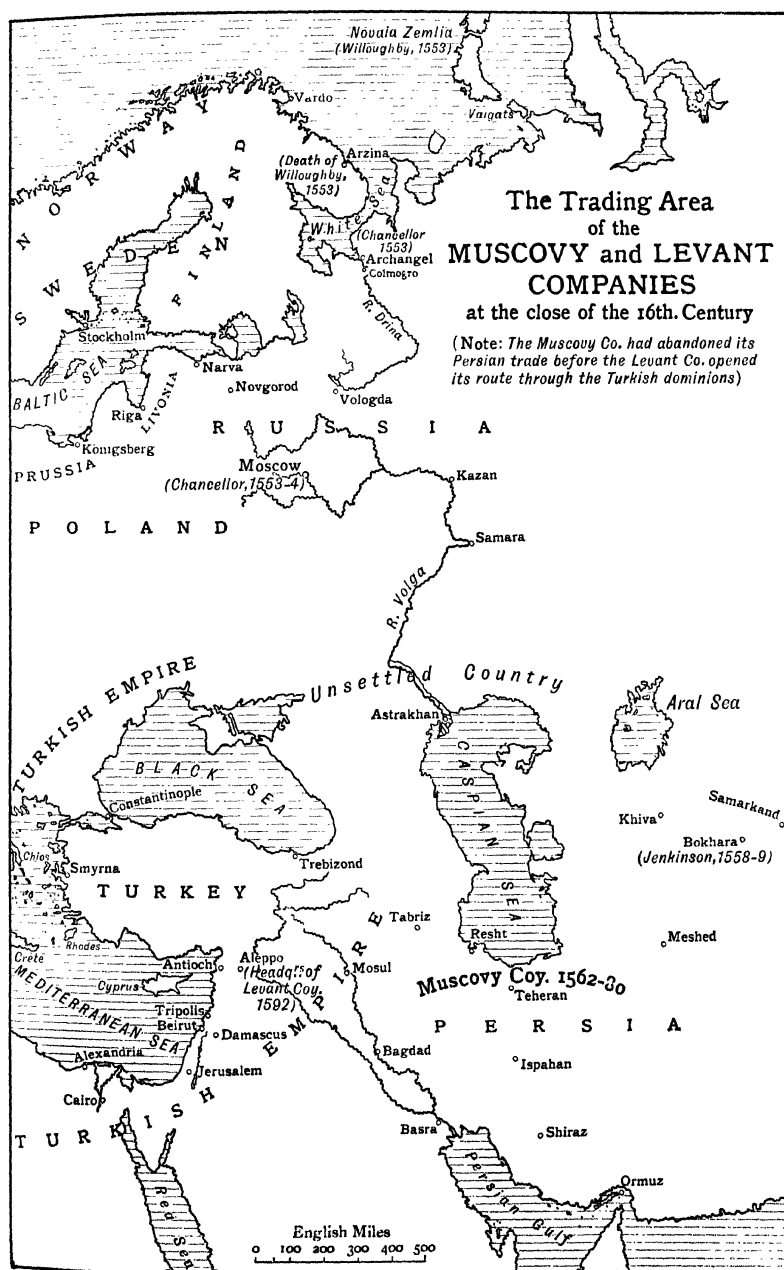 Novaia Zemlia
(Willoughby, 1553)
Vardo
Vaigats
NORWAY
Arzina
(Death of
Willoughby,
1553)
White Sea
(Chancellor
1553)
Archangel
Colmogro
SWEDEN
FINLAND
R. Drina
The Trading Area
of the
MUSCOVY and LEVANT
COMPANIES
at the close of the 16th. Century
(Note: The Muscovy Co. had abandoned its
Persian trade before the Levant Co. opened
its route through the Turkish dominions)
Stockholm
Narva
Novgorod
Vologda
BALTIC SEA
Riga
LIVONIA
RUSSIA
Königsberg
PRUSSIA
Moscow
(Chancellor, 1553-4)
Kazan
POLAND
Samara
R. Volga
TURKISH EMPIRE
Unsettled Country
Astrakhan
Aral Sea
BLACK SEA
CASPIAN SEA
Constantinople
Khiva
Samarkand
Bokhara
(Jenkinson, 1558-9)
Chios
Smyrna
Trebizond
TURKEY
Tabriz
Resht
Meshed
Crete
Rhodes
Antioch
Aleppo
(Headqrs of
Levant Coy.
1592)
Mosul
Muscovy Coy. 1562-80
Teheran
Cyprus
MEDITERRANEAN SEA
Tripolis
Beirut
Damascus
PERSIA
Alexandria
Jerusalem
Bagdad
Ispahan
Cairo
TURKISH EMPIRE
Basra
Shiraz
Persian Gulf
Ormuz
Red Sea
English Miles
0 100 200 300 400 500